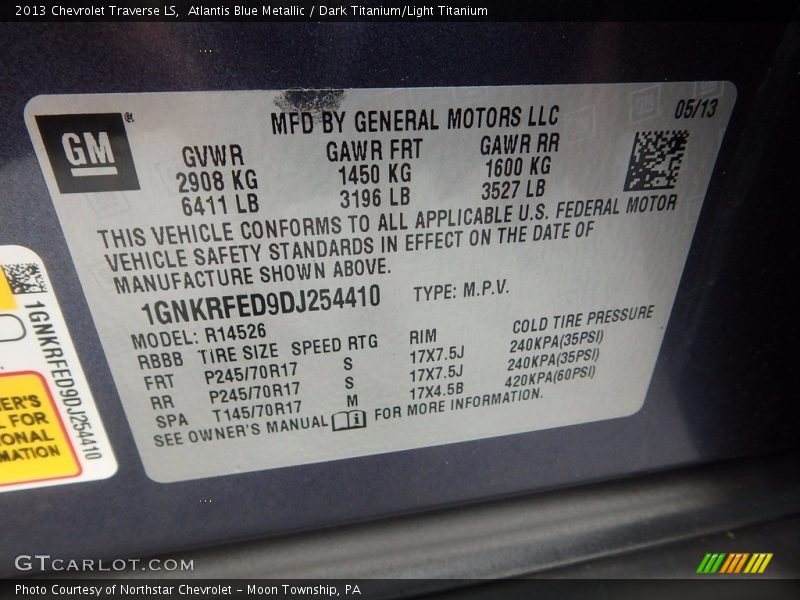 2013 Chevrolet Traverse LS, Atlantis Blue Metallic / Dark Titanium/Light Titanium
GM®
MFD BY GENERAL MOTORS LLC
05/13
GVWR GAWR FRT GAWR RR
2908 KG 1450 KG 1600 KG
6411 LB 3196 LB 3527 LB
THIS VEHICLE CONFORMS TO ALL APPLICABLE U.S. FEDERAL MOTOR
VEHICLE SAFETY STANDARDS IN EFFECT ON THE DATE OF
MANUFACTURE SHOWN ABOVE.
1GNKRFED9DJ254410 TYPE: M.P.V.
MODEL: R14526
RBBB TIRE SIZE SPEED RTG RIM COLD TIRE PRESSURE
FRT P245/70R17 S 17X7.5J 240KPA(35PSI)
RR P245/70R17 S 17X7.5J 240KPA(35PSI)
SPA T145/70R17 M 17X4.5B 420KPA(60PSI)
SEE OWNER'S MANUAL FOR MORE INFORMATION.
1GNKRFED9DJ254410
ER'S
L FOR
IONAL
MATION
GTcarlot.com
Photo Courtesy of Northstar Chevrolet - Moon Township, PA